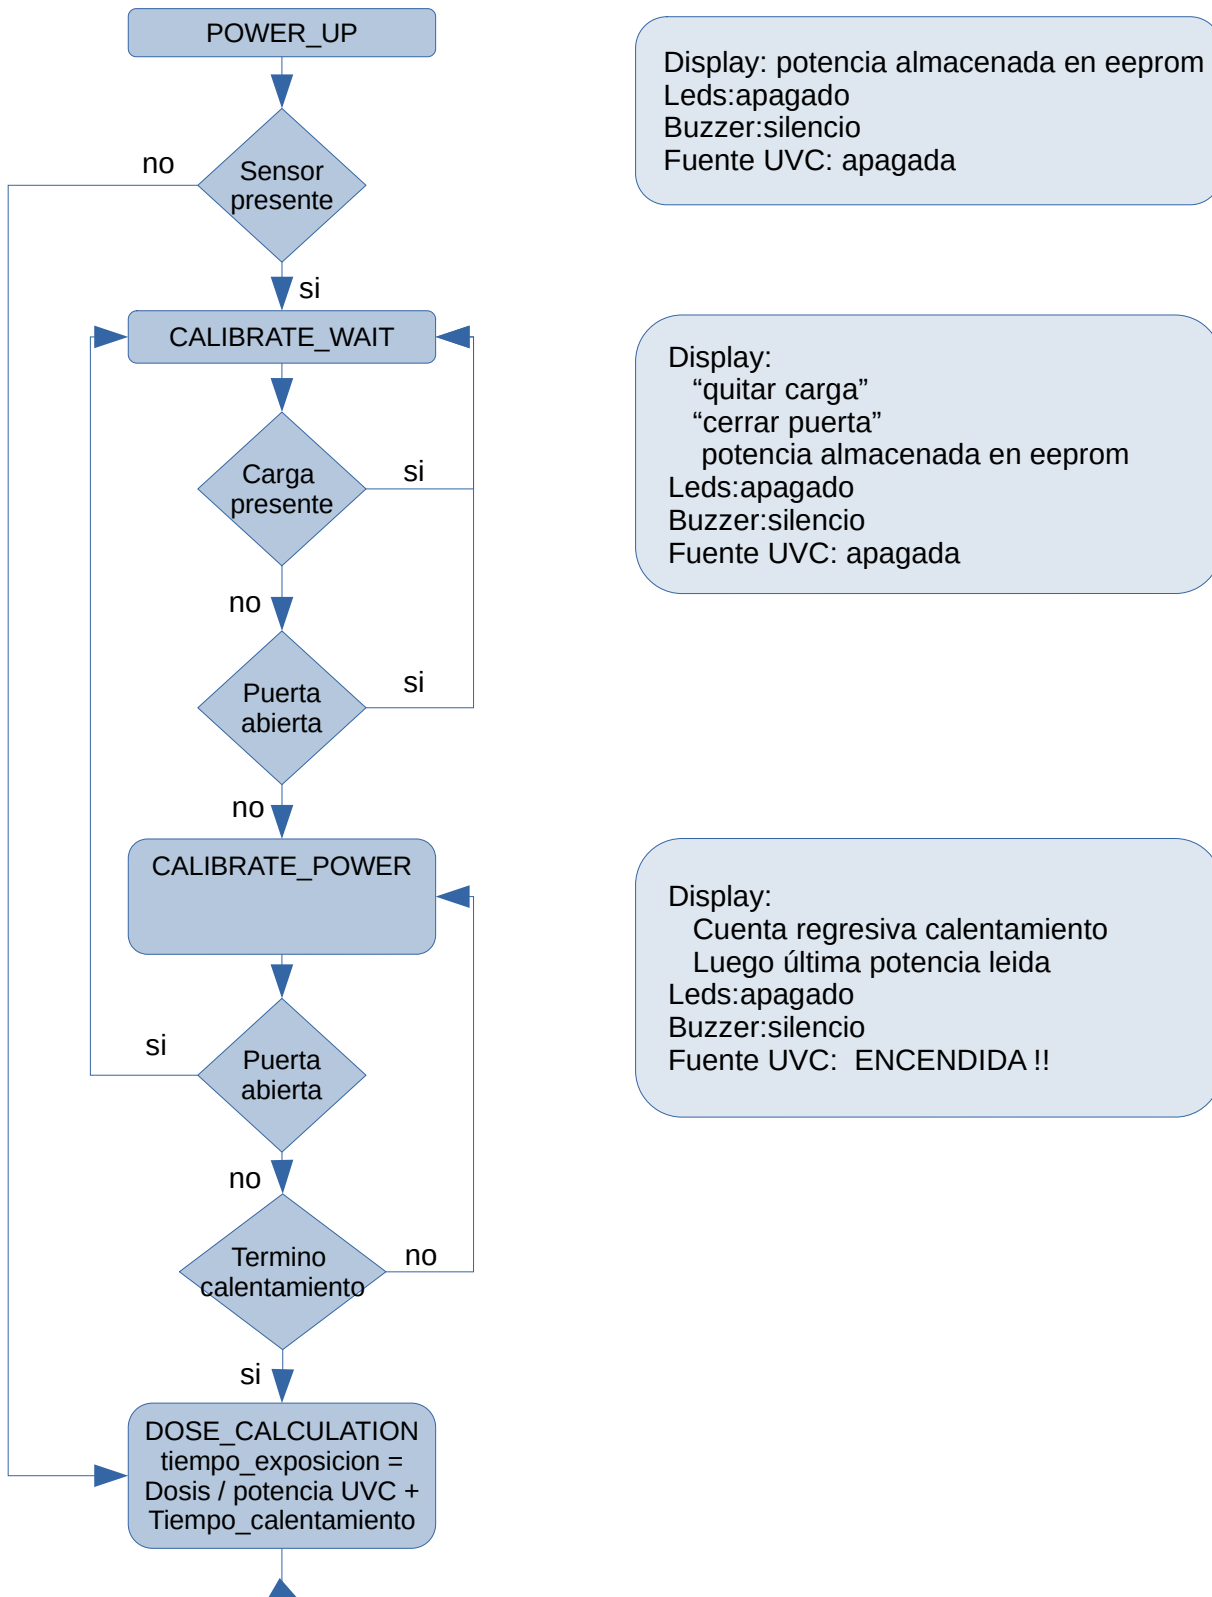 POWER_UP
Display: potencia almacenada en eeprom
Leds:apagado
Buzzer:silencio
Fuente UVC: apagada
no
Sensor
presente
si
CALIBRATE_WAIT
Display:
“quitar carga”
“cerrar puerta”
potencia almacenada en eeprom
Leds:apagado
Buzzer:silencio
Fuente UVC: apagada
Carga
presente
si
no
Puerta
abierta
si
no
CALIBRATE_POWER
Display:
Cuenta regresiva calentamiento
Luego última potencia leida
Leds:apagado
Buzzer:silencio
Fuente UVC:  ENCENDIDA !!
si
Puerta
abierta
no
Termino
calentamiento
no
si
DOSE_CALCULATION
tiempo_exposicion =
Dosis / potencia UVC +
Tiempo_calentamiento